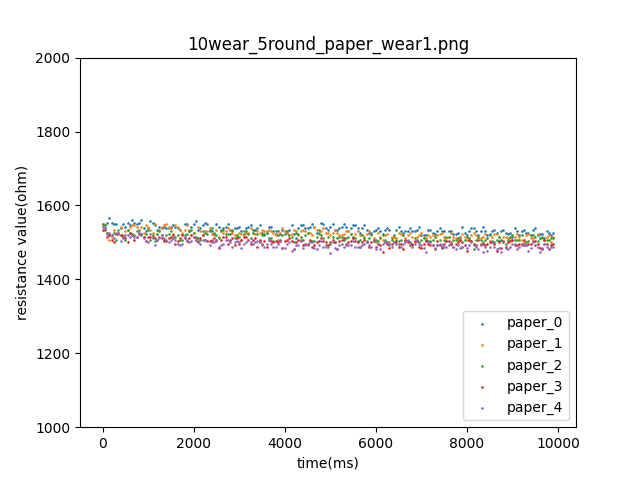 10wear_5round_paper_wear1.png
2000
1800
1600
1400
1200
1000
resistance value(ohm)
0
2000
4000
6000
8000
10000
time(ms)
paper_0
paper_1
paper_2
paper_3
paper_4